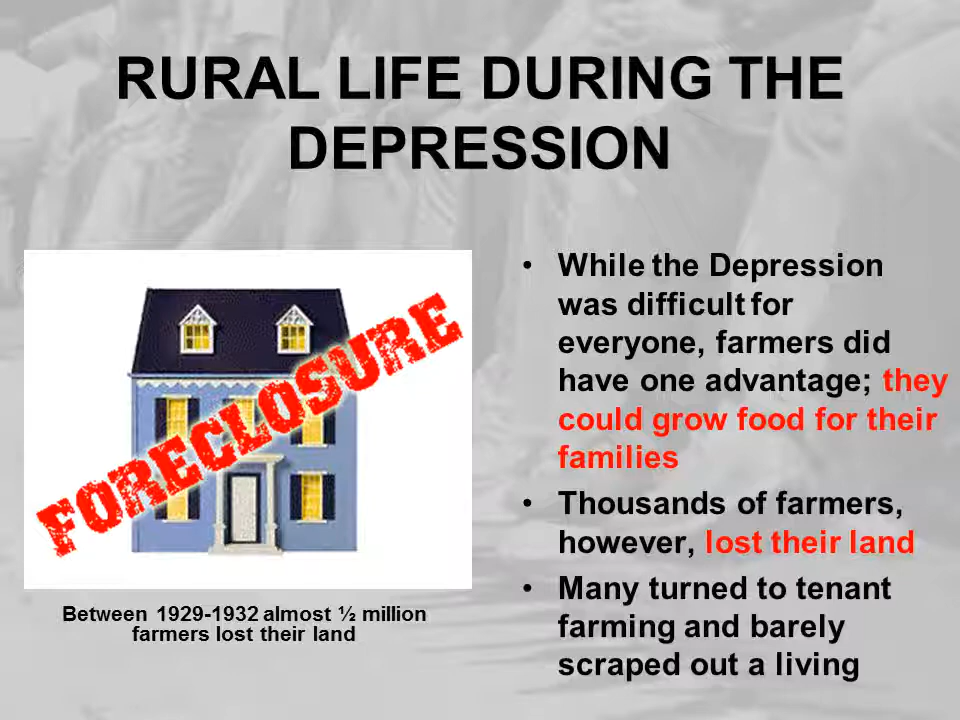 RURAL LIFE DURING THE
DEPRESSION
FORECLOSURE
Between 1929-1932 almost ½ million
farmers lost their land
• While the Depression
was difficult for
everyone, farmers did
have one advantage; they
could grow food for their
families
• Thousands of farmers,
however, lost their land
• Many turned to tenant
farming and barely
scraped out a living